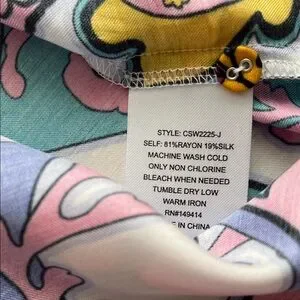 STYLE: CSW2225-J
SELF: 81%RAYON 19%SILK
MACHINE WASH COLD
ONLY NON CHLORINE
BLEACH WHEN NEEDED
TUMBLE DRY LOW
WARM IRON
RN#149414
IN CHINA